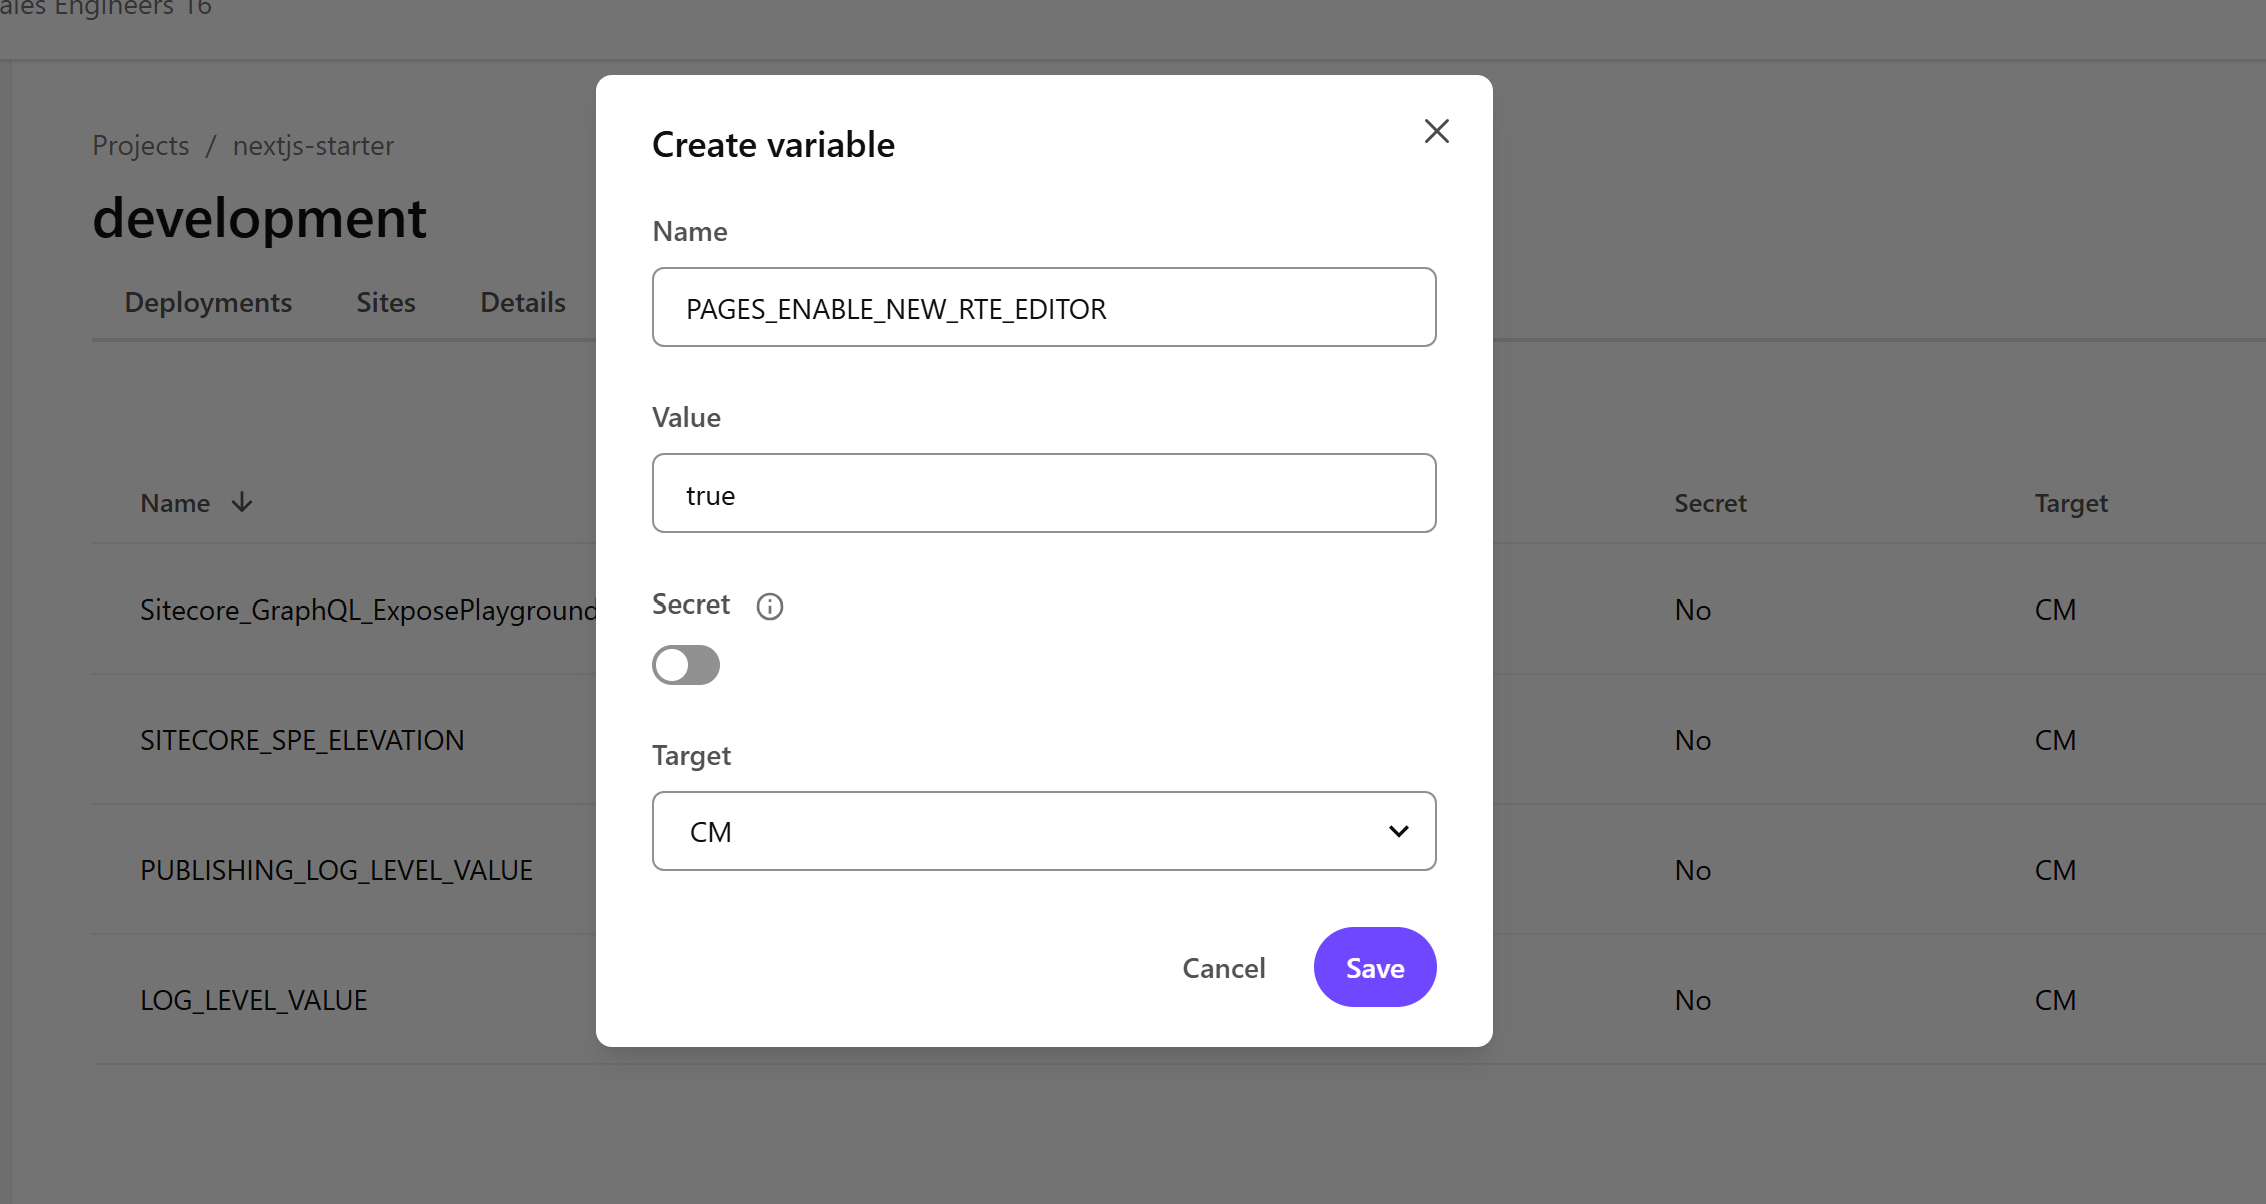 ales Engineers 16
Projects / nextjs-starter
development
Deployments Sites Details
Name Secret Target
Sitecore_GraphQL_ExposePlayground No CM
SITECORE_SPE_ELEVATION No CM
PUBLISHING_LOG_LEVEL_VALUE No CM
LOG_LEVEL_VALUE No CM
Create variable
Name
PAGES_ENABLE_NEW_RTE_EDITOR
Value
true
Secret
Target
CM
Cancel Save